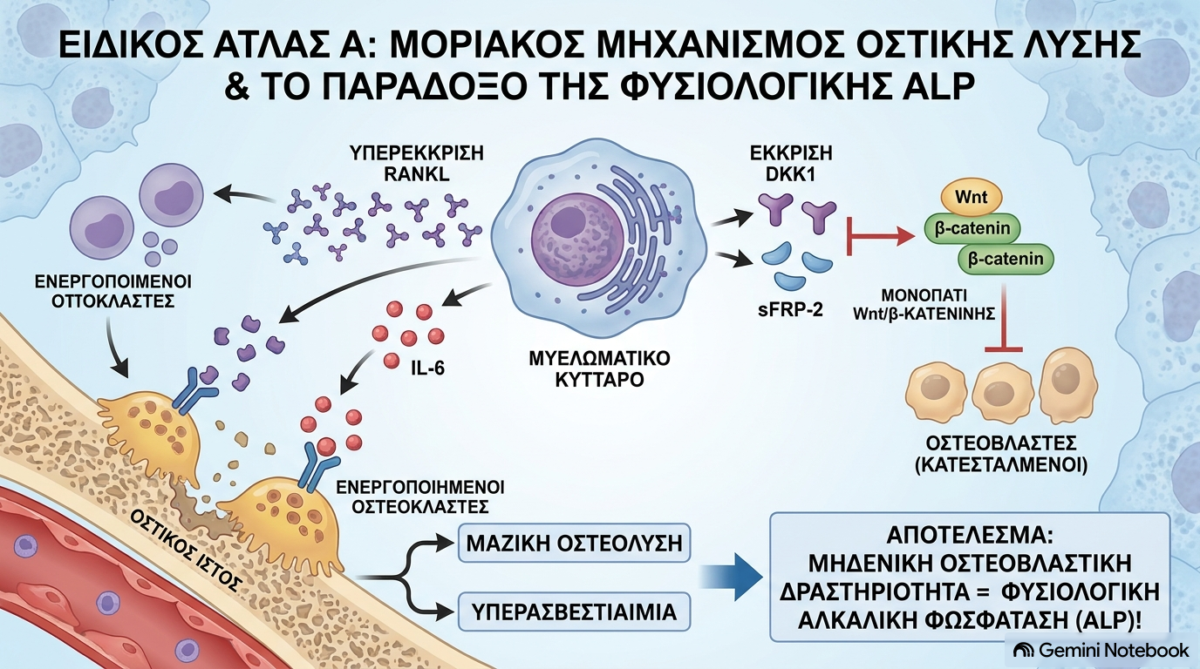 ΕΙΔΙΚΟΣ ΑΤΛΑΣ Α: ΜΟΡΙΑΚΟΣ ΜΗΧΑΝΙΣΜΟΣ ΟΣΤΙΚΗΣ ΛΥΣΗΣ
& ΤΟ ΠΑΡΑΔΟΞΟ ΤΗΣ ΦΥΣΙΟΛΟΓΙΚΗΣ ALP
ΥΠΕΡΕΚΚΡΙΣΗ
RANKL
ΕΚΚΡΙΣΗ
DKK1
Wnt
β-catenin
β-catenin
ΕΝΕΡΓΟΠΟΙΜΕΝΟΙ
ΟΤΤΟΚΛΑΣΤΕΣ
sFRP-2
ΜΟΝΟΠΑΤΙ
Wnt/β-ΚΑΤΕΝΙΝΗΣ
IL-6
ΜΥΕΛΩΜΑΤΙΚΟ
ΚΥΤΤΑΡΟ
ΟΣΤΕΟΒΛΑΣΤΕΣ
(ΚΑΤΕΣΤΑΛΜΕΝΟΙ)
ΕΝΕΡΓΟΠΟΙΗΜΕΝΟΙ
ΟΣΤΕΟΚΛΑΣΤΕΣ
ΟΣΤΙΚΟΣ ΙΣΤΟΣ
ΜΑΖΙΚΗ ΟΣΤΕΟΛΥΣΗ
ΥΠΕΡΑΣΒΕΣΤΙΑΙΜΙΑ
ΑΠΟΤΕΛΕΣΜΑ:
ΜΗΔΕΝΙΚΗ ΟΣΤΕΟΒΛΑΣΤΙΚΗ
ΔΡΑΣΤΗΡΙΟΤΗΤΑ = ΦΥΣΙΟΛΟΓΙΚΗ
ΑΛΚΑΛΙΚΗ ΦΩΣΦΑΤΑΣΗ (ALP)!
Gemini Notebook